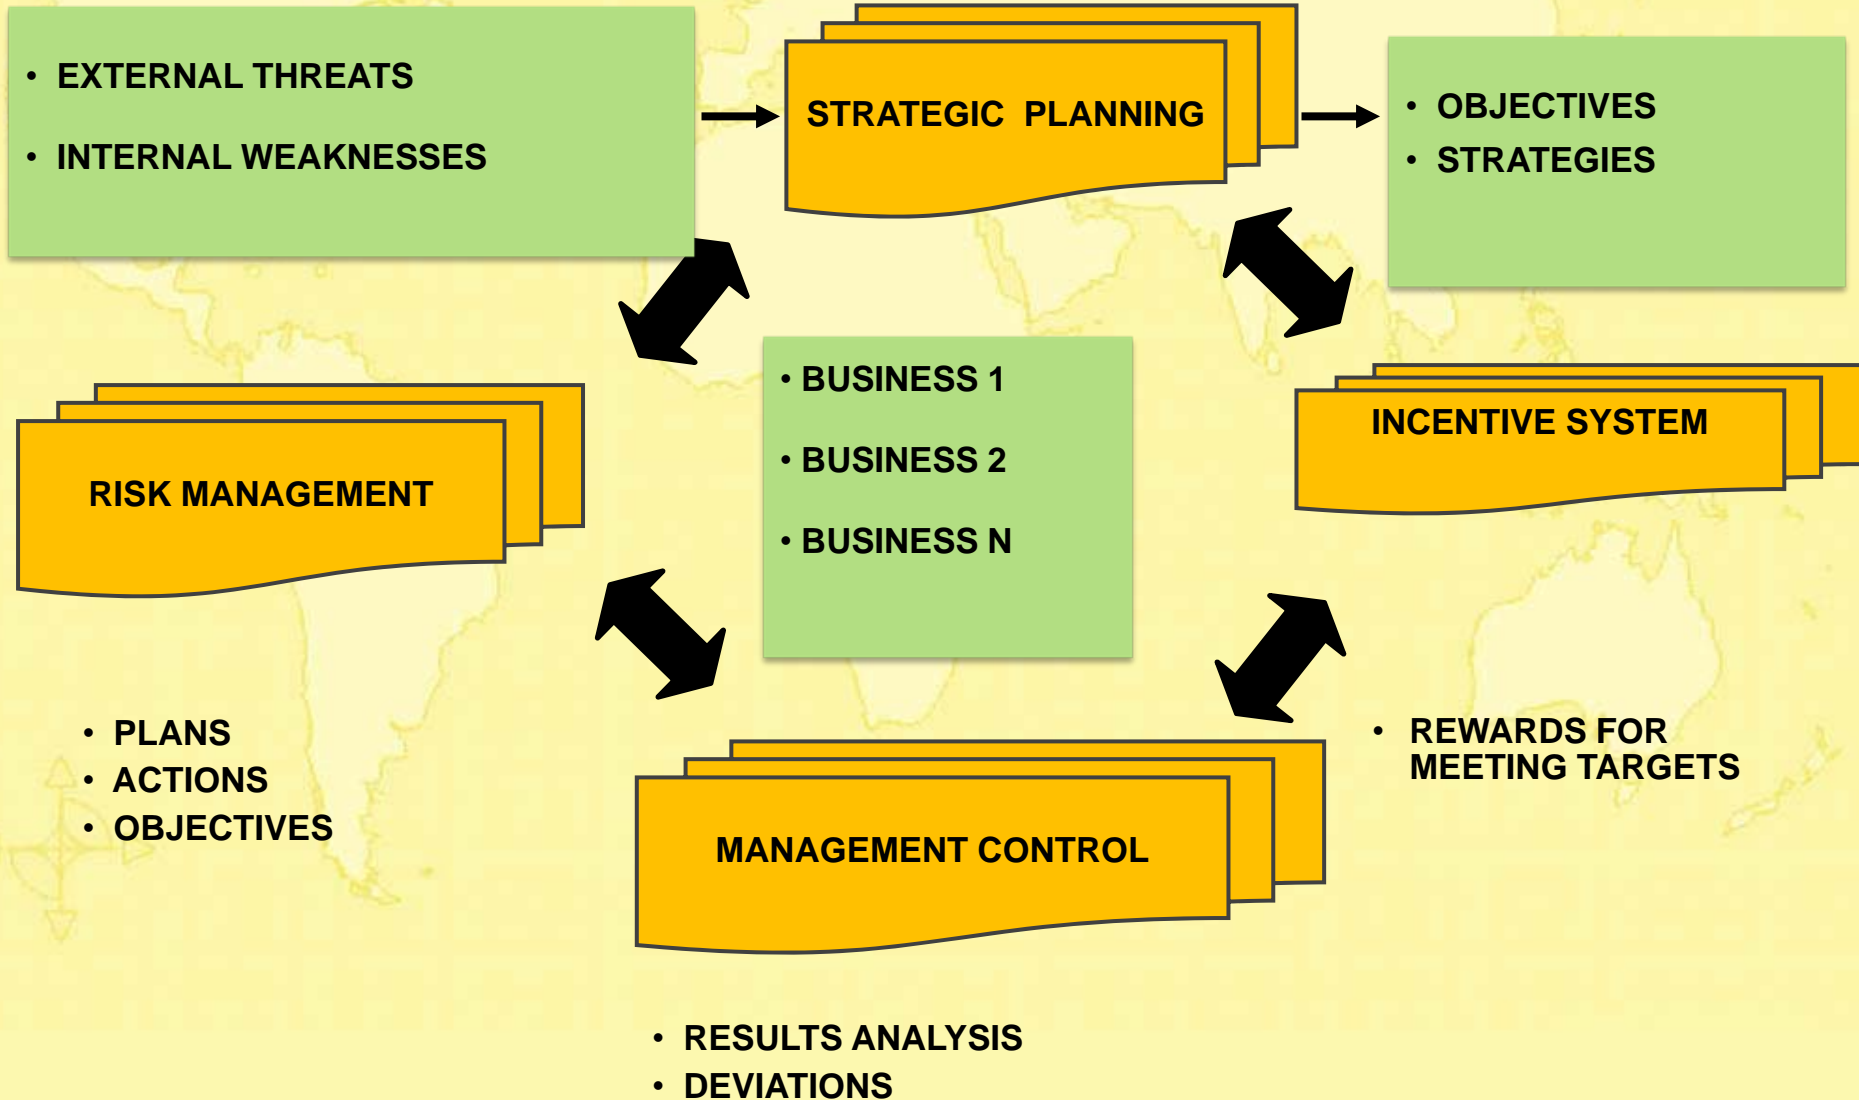 • EXTERNAL THREATS
• INTERNAL WEAKNESSES
STRATEGIC PLANNING
• OBJECTIVES
• STRATEGIES
RISK MANAGEMENT
• BUSINESS 1
• BUSINESS 2
• BUSINESS N
INCENTIVE SYSTEM
• PLANS
• ACTIONS
• OBJECTIVES
MANAGEMENT CONTROL
• REWARDS FOR
MEETING TARGETS
• RESULTS ANALYSIS
• DEVIATIONS